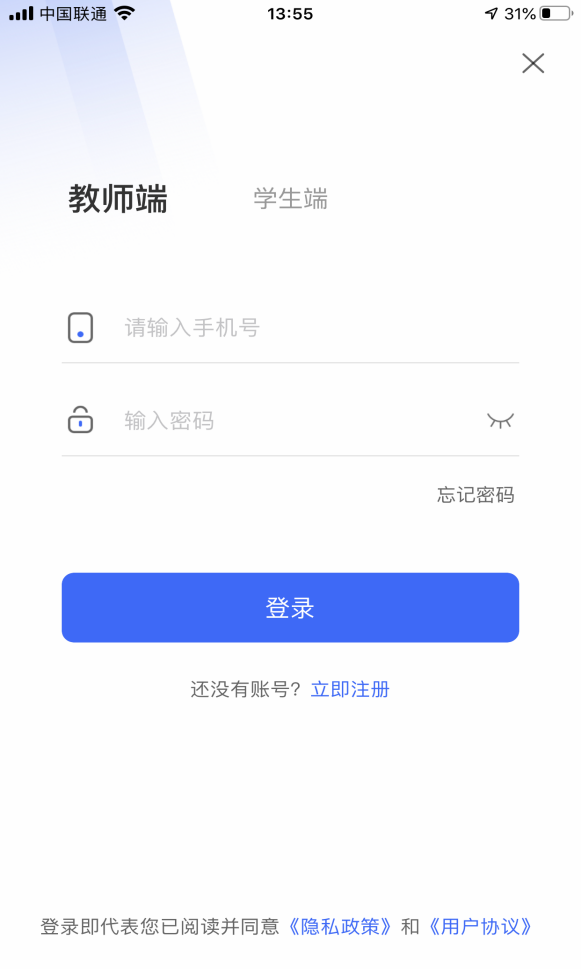 中国联通 13:55 31%
教师端 学生端
请输入手机号
输入密码
忘记密码
登录
还没有账号? 立即注册
登录即代表您已阅读并同意《隐私政策》和《用户协议》